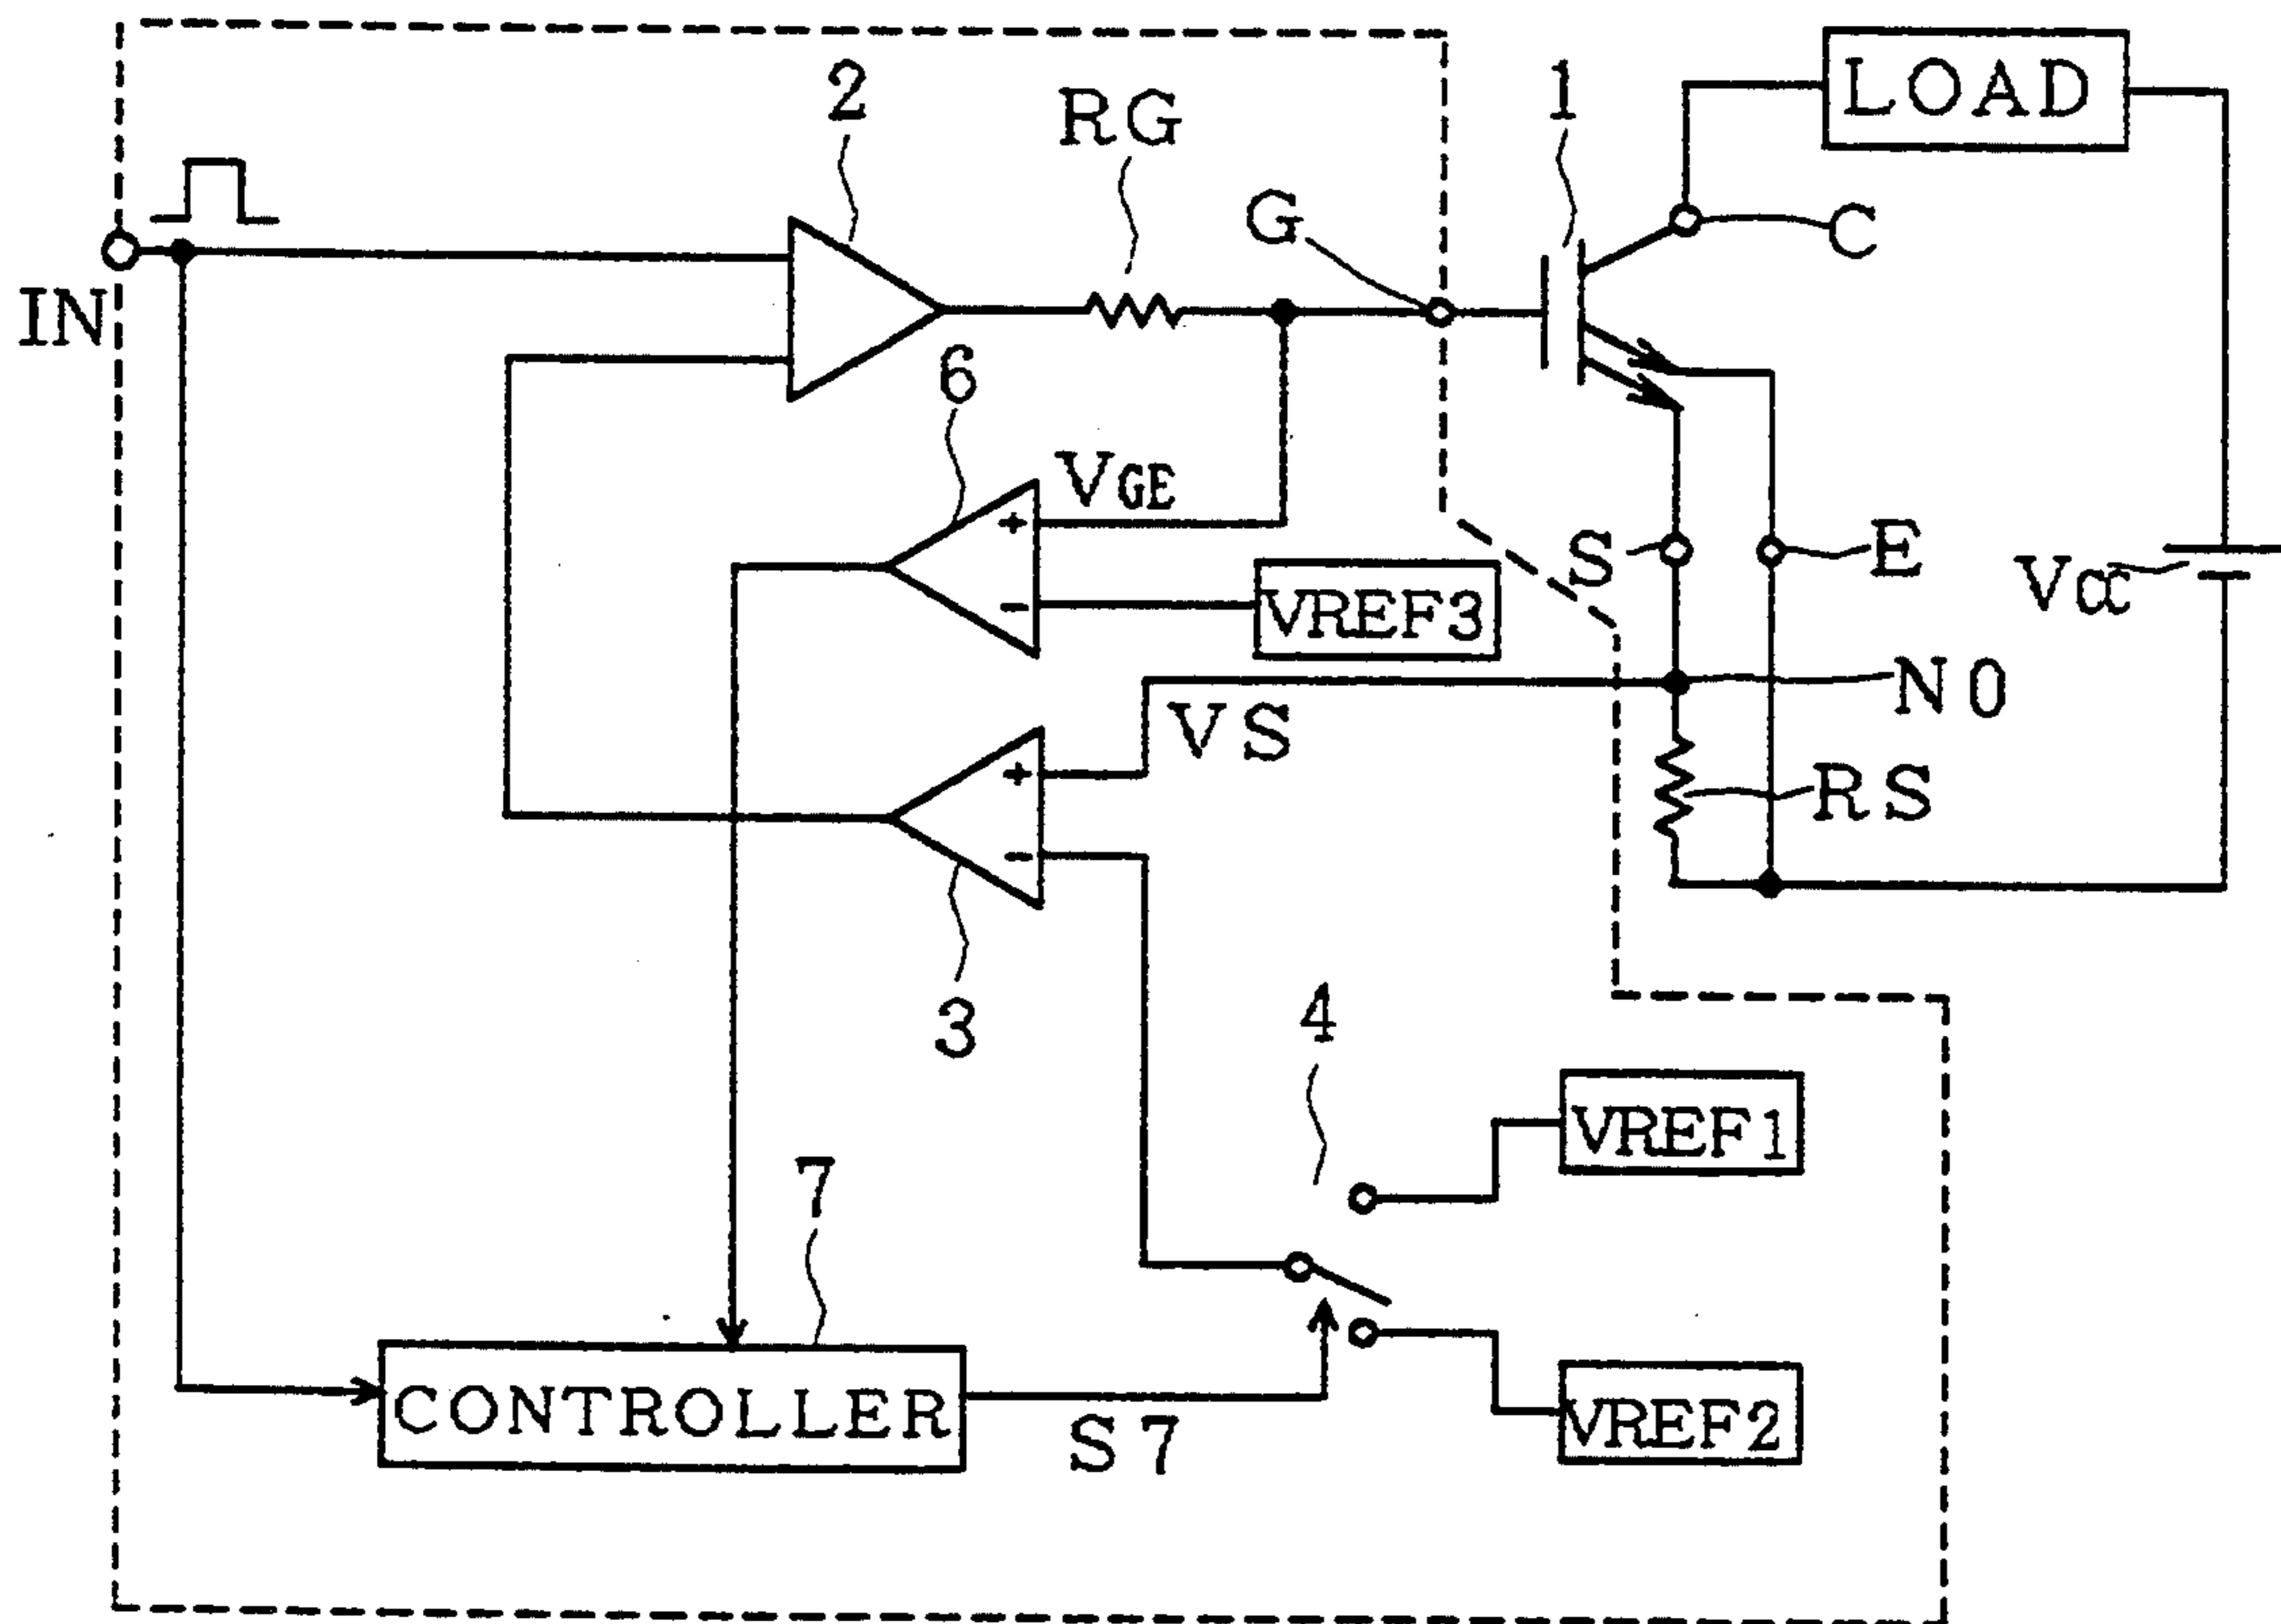 LOAD
2
RG
1
G
C
IN
6
VGE
S
E
VCC
VREF3
N0
VS
+
−
RS
+
−
3
4
VREF1
7
CONTROLLER
S7
VREF2